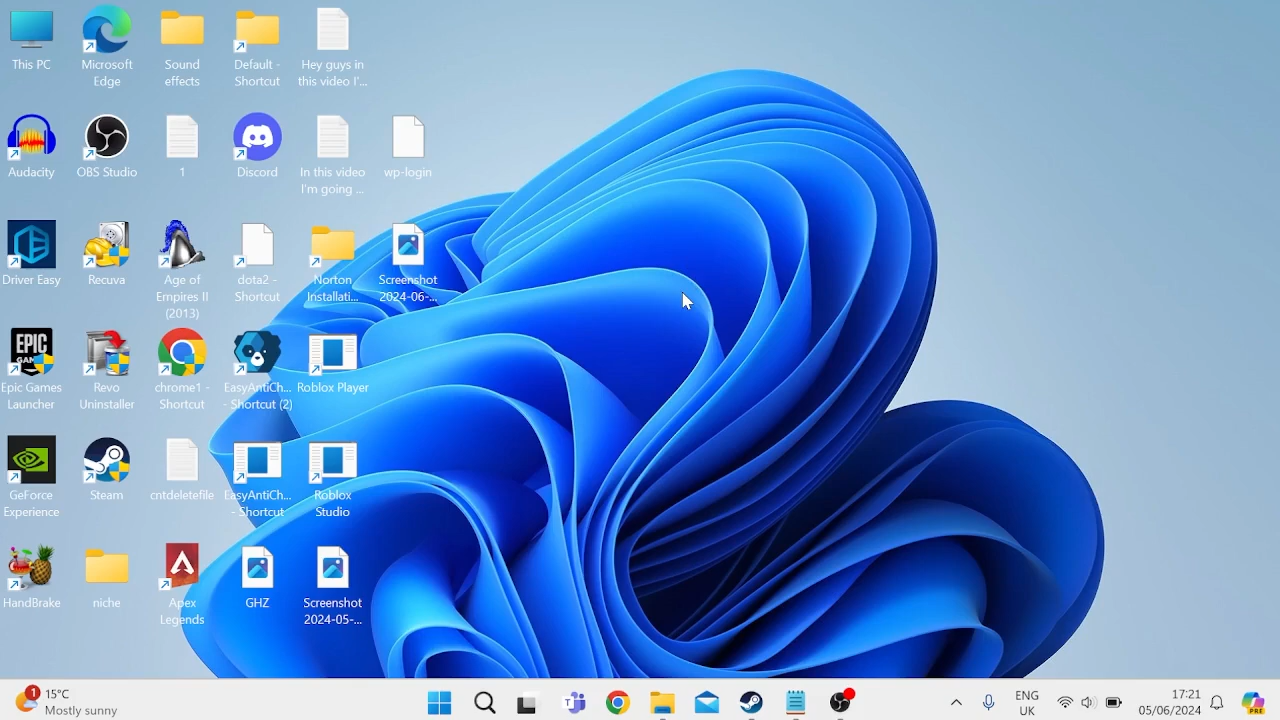 This PC
Microsoft
Edge
Sound
effects
Default -
Shortcut
Hey guys in
this video I'...
Audacity
OBS Studio
1
Discord
In this video
I'm going ...
wp-login
Driver Easy
Recuva
Age of
Empires II
(2013)
dota2 -
Shortcut
Norton
Installati...
Screenshot
2024-06-...
EPIC
GAMES
Epic Games
Launcher
Revo
Uninstaller
chrome1 -
Shortcut
EasyAntiCh...
- Shortcut (2)
Roblox Player
GeForce
Experience
Steam
cntdeletefile
EasyAntiCh...
- Shortcut
Roblox
Studio
HandBrake
niche
Apex
Legends
GHZ
Screenshot
2024-05-...
1
15°C
Mostly sunny
ENG
UK
17:21
05/06/2024
PRE